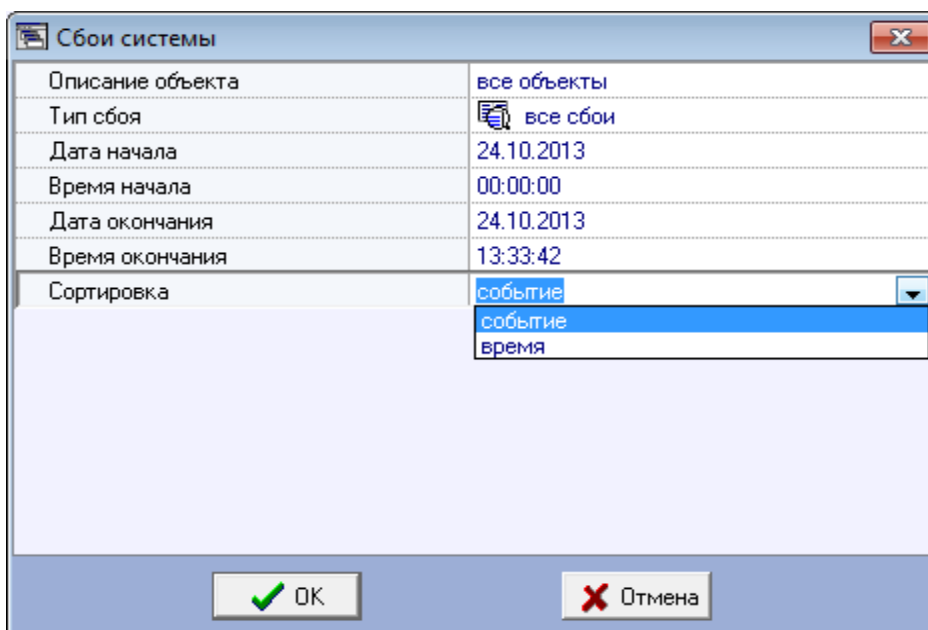 Сбои системы
Описание объекта все объекты
Тип сбоя все сбои
Дата начала 24.10.2013
Время начала 00:00:00
Дата окончания 24.10.2013
Время окончания 13:33:42
Сортировка событие
событие
время
OK Отмена